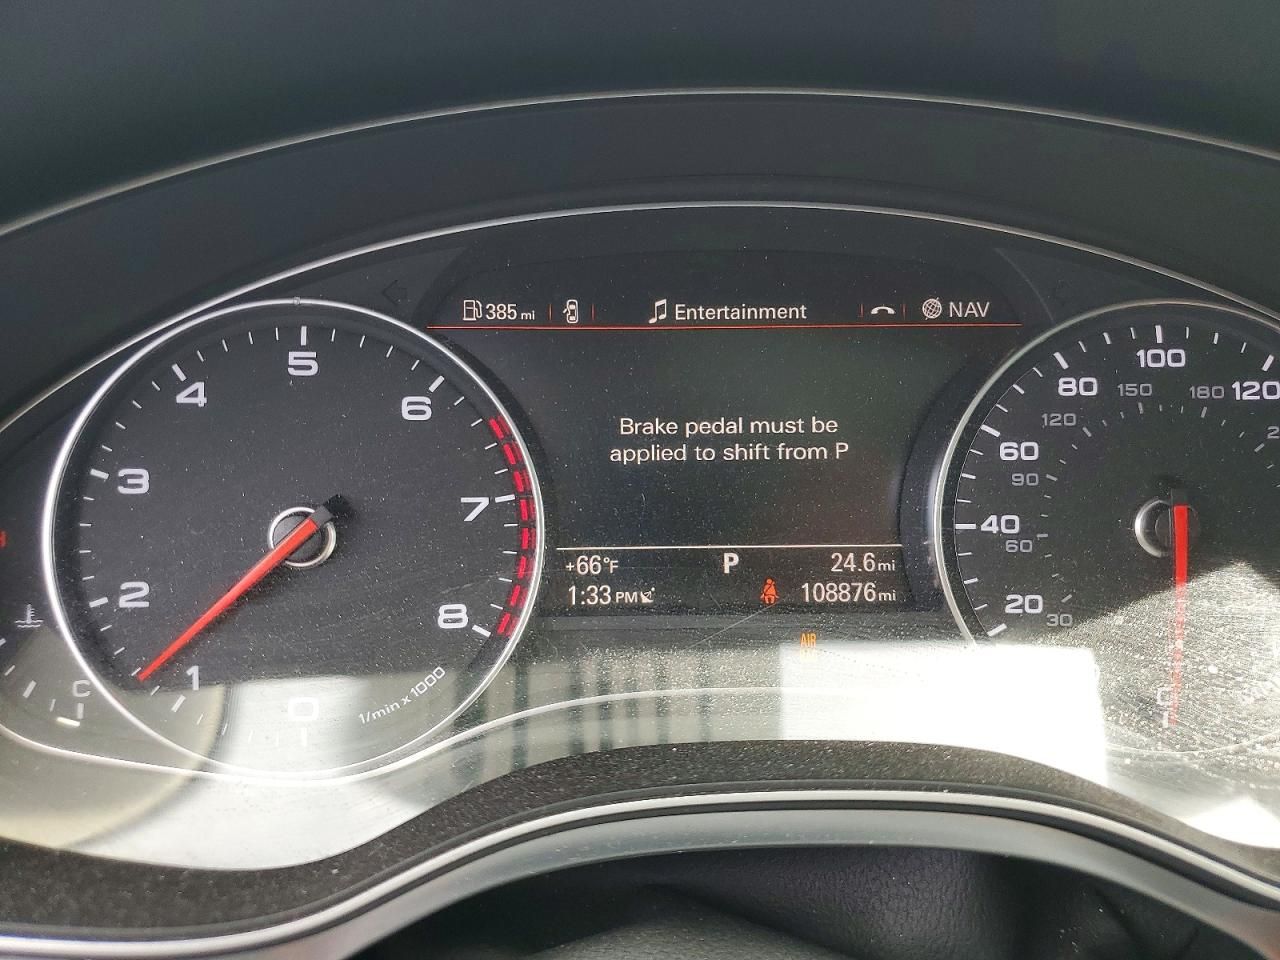 385 mi
Entertainment
NAV
Brake pedal must be
applied to shift from P
+66°F
P
24.6 mi
1:33 PM
108876 mi
AIR
0
1
2
3
4
5
6
7
8
1/min x 1000
C
20
40
60
80
100
120
30
60
90
120
150
180